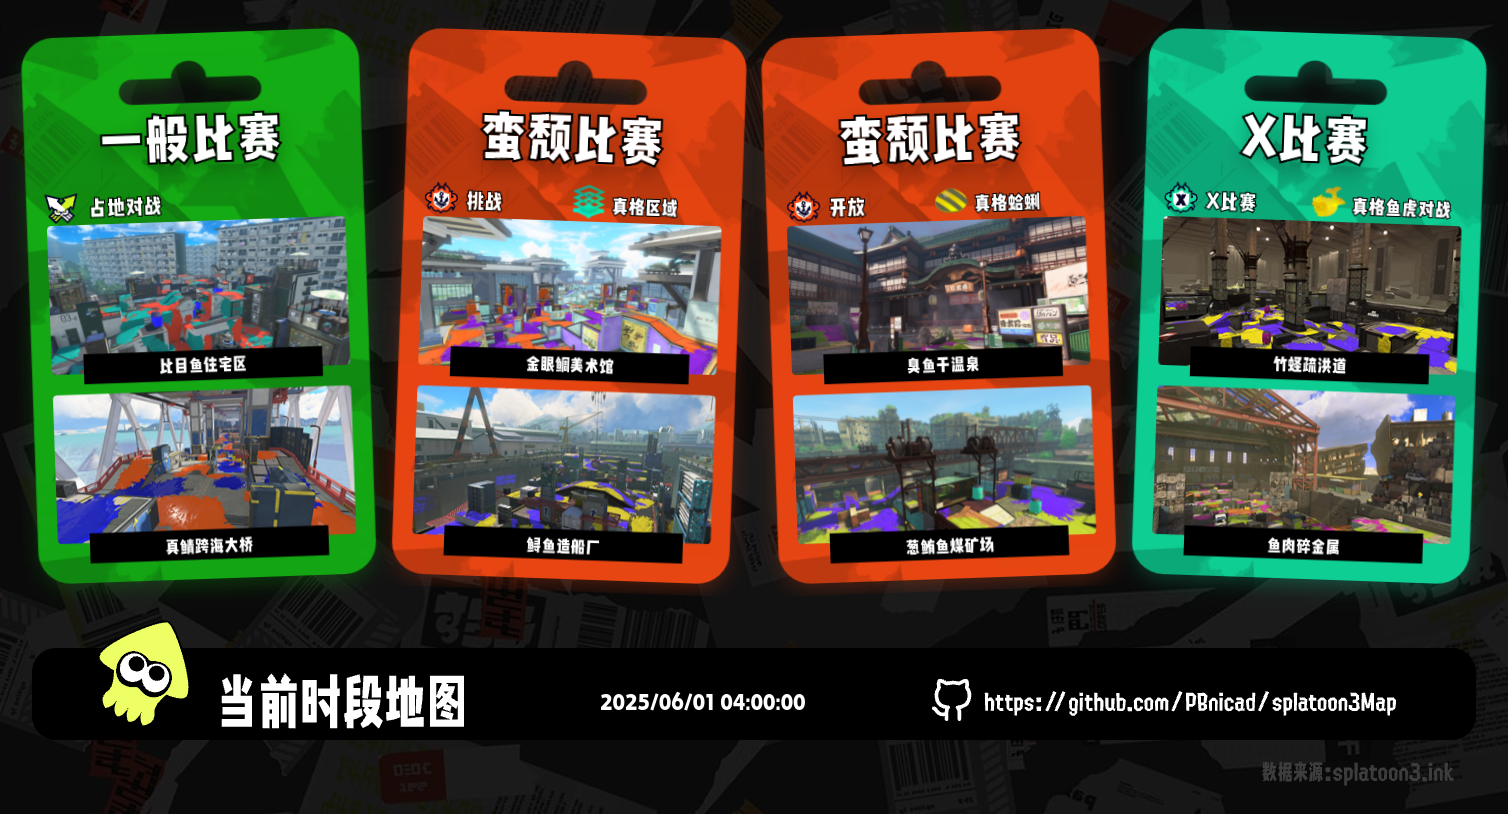 一般比赛
占地对战
比目鱼住宅区
真鲭跨海大桥
蛮颓比赛
挑战
真格区域
金眼鲷美术馆
鲟鱼造船厂
蛮颓比赛
开放
真格蛤蜊
臭鱼干温泉
葱鲔鱼煤矿场
X比赛
X比赛
真格鱼虎对战
竹蛏疏洪道
鱼肉碎金属
当前时段地图
2025/06/01 04:00:00
https://github.com/PBnicad/splatoon3Map
数据来源:splatoon3.ink